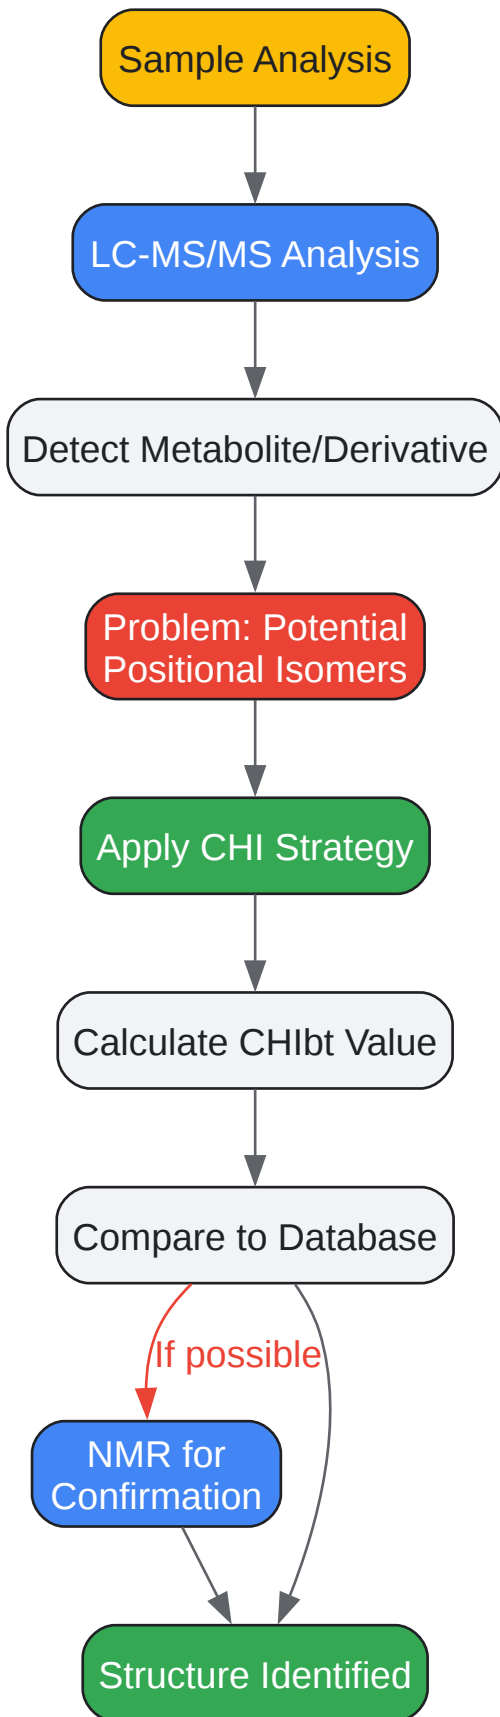 Sample Analysis
LC-MS/MS Analysis
Detect Metabolite/Derivative
Problem: Potential
Positional Isomers
Apply CHI Strategy
Calculate CHIbt Value
Compare to Database
If possible
NMR for
Confirmation
Structure Identified